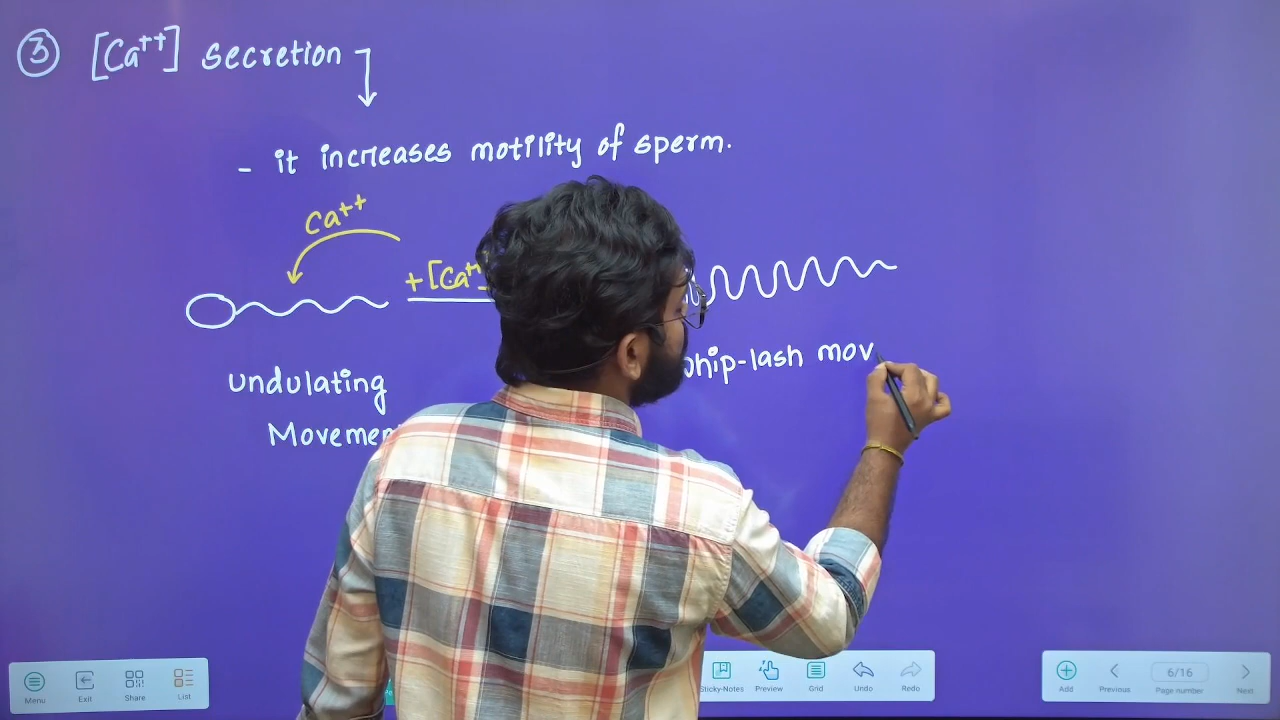 ③ [Ca++] secretion
- it increases motility of sperm.
Ca++
+[Ca++
undulating
Movemen
whip-lash mov
Menu
Exit
Share
List
Sticky-Notes
Preview
Grid
Undo
Redo
Add
Previous
6/16
Page number
Next